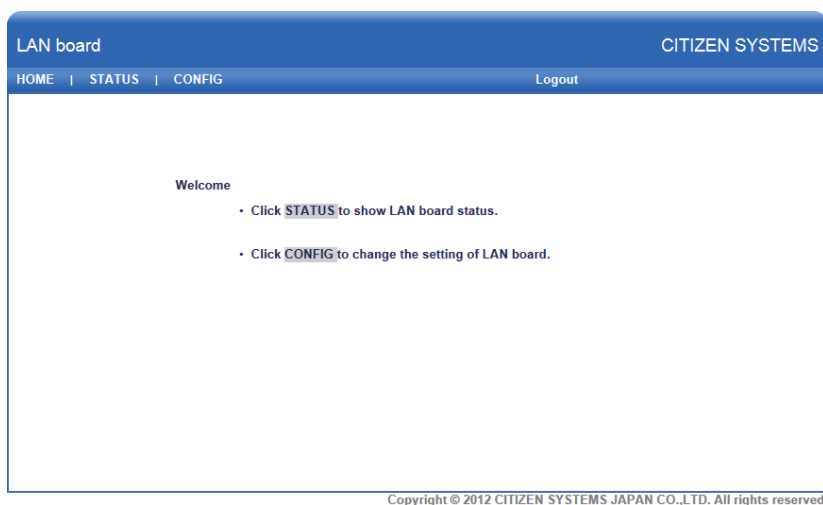 LAN board CITIZEN SYSTEMS
HOME | STATUS | CONFIG Logout
Welcome
• Click STATUS to show LAN board status.
• Click CONFIG to change the setting of LAN board.
Copyright © 2012 CITIZEN SYSTEMS JAPAN CO.,LTD. All rights reserved